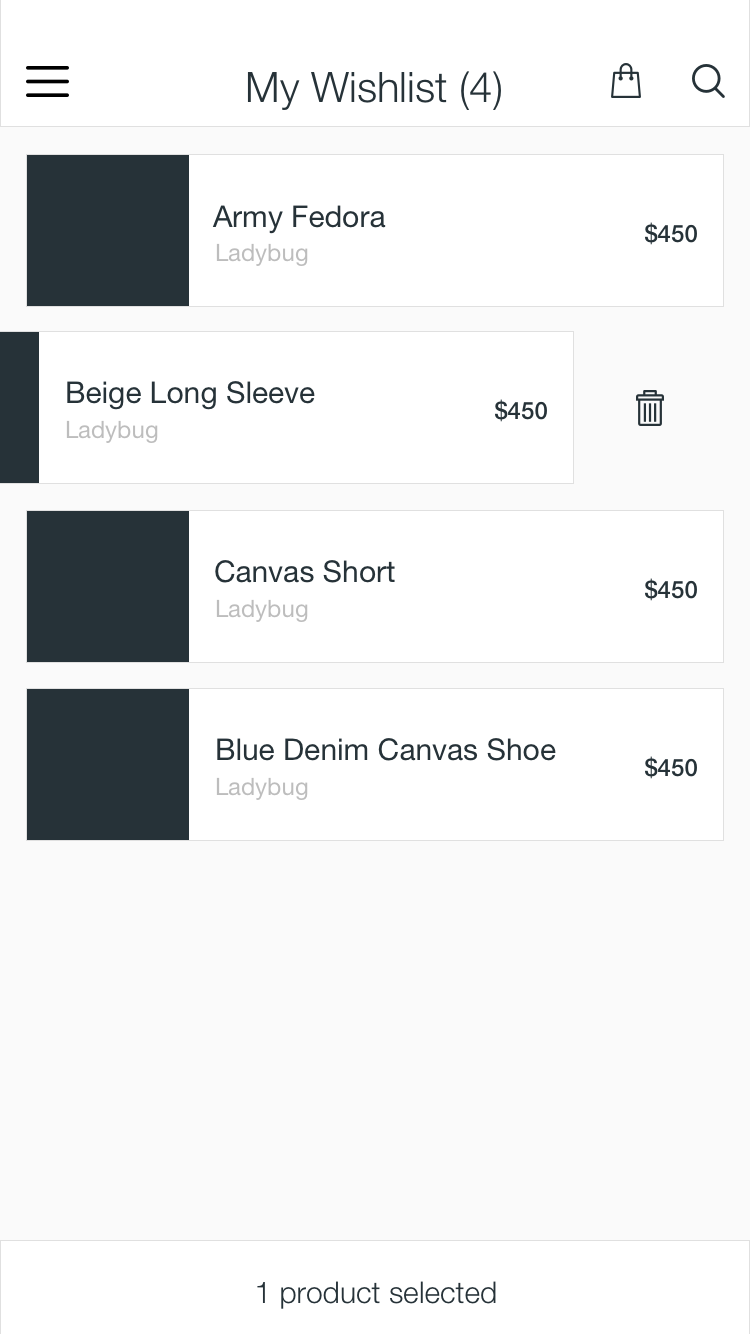 My Wishlist (4)
Army Fedora
Ladybug
$450
Beige Long Sleeve
Ladybug
$450
Canvas Short
Ladybug
$450
Blue Denim Canvas Shoe
Ladybug
$450
1 product selected